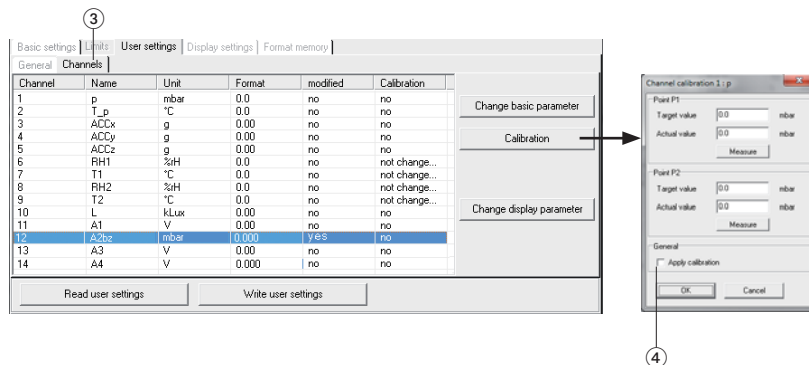 3
Basic settings Limits User settings Display settings Format memory
General Channels
Channel Name Unit Format modified Calibration
1 p mbar 0.0 no no
2 T_p °C 0.0 no no
3 ACCx g 0.00 no no
4 ACCy g 0.00 no no
5 ACCz g 0.00 no no
6 RH1 %rH 0.0 no not change...
7 T1 °C 0.0 no not change...
8 RH2 %rH 0.0 no not change...
9 T2 °C 0.0 no not change...
10 L kLux 0.00 no no
11 A1 V 0.00 no no
12 A2bz mbar 0.000 yes no
13 A3 V 0.00 no no
14 A4 V 0.000 no no
Change basic parameter
Calibration
Change display parameter
Read user settings Write user settings
Channel calibration 1 : p
Point P1
Target value 0.0 mbar
Actual value 0.0 mbar
Measure
Point P2
Target value 0.0 mbar
Actual value 0.0 mbar
Measure
General
Apply calibration
OK Cancel
4